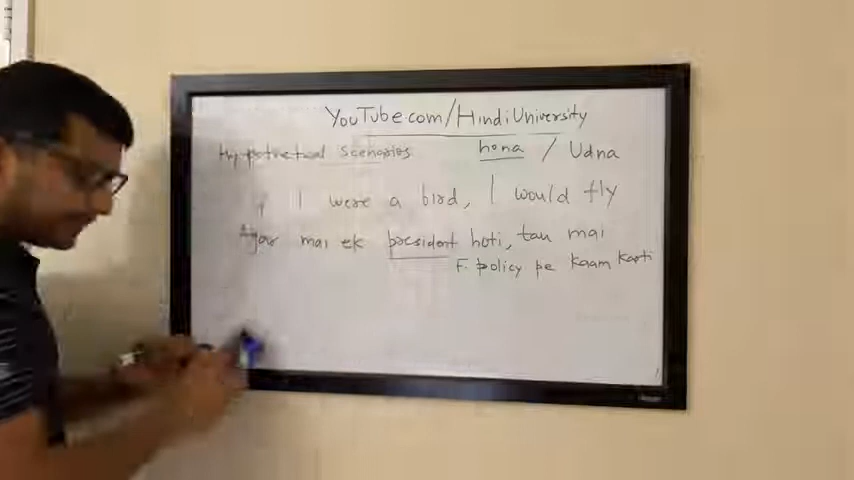 YouTube.com/HindiUniversity
Hypothetical Scenarios hona / Udna
If I were a bird, I would fly
Agar mai ek president hoti, tau mai
F. policy pe kaam karti